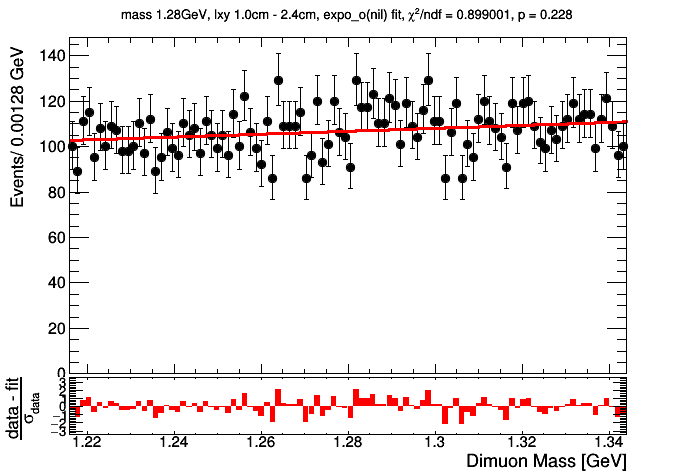 mass 1.28GeV, lxy 1.0cm - 2.4cm, expo_o(nil) fit, χ²/ndf = 0.899001, p = 0.228
Events/ 0.00128 GeV
140
120
100
80
60
40
20
0
data - fit
σdata
3
2
1
0
−1
−2
−3
1.22 1.24 1.26 1.28 1.3 1.32 1.34
Dimuon Mass [GeV]